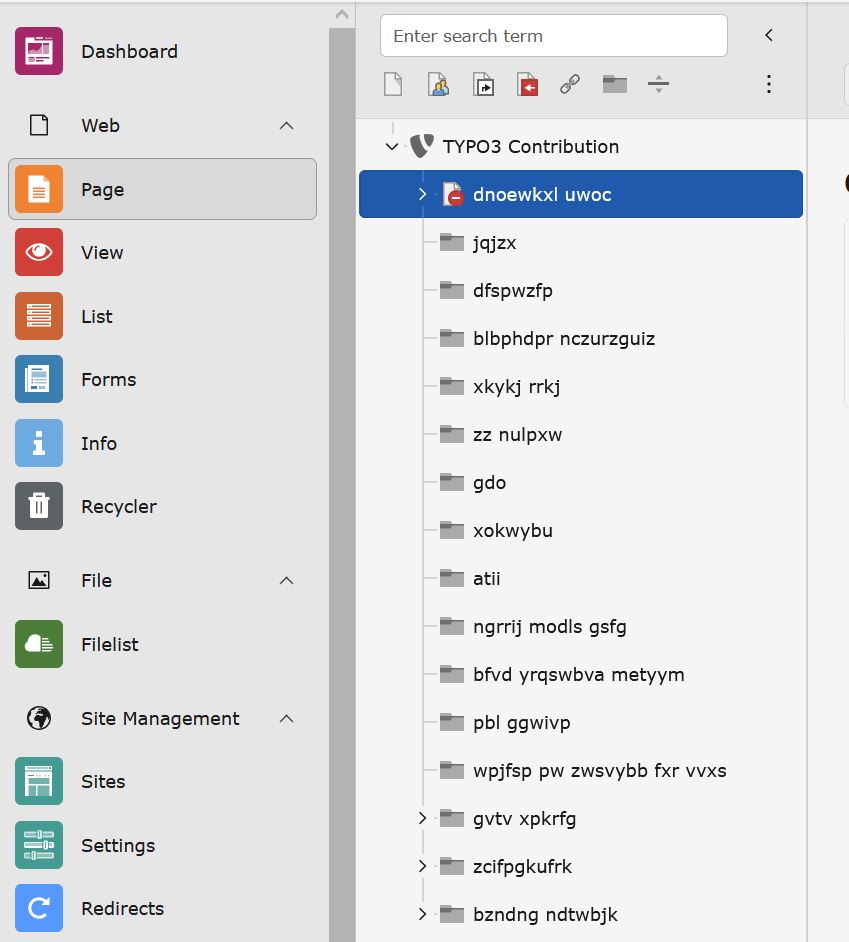 Dashboard
Web
Page
View
List
Forms
Info
Recycler
File
Filelist
Site Management
Sites
Settings
Redirects
Enter search term
TYPO3 Contribution
dnoewkxl uwoc
jqjzx
dfspwzfp
blbphdpr nczurzguiz
xkykj rrkj
zz nulpxw
gdo
xokwybu
atii
ngrrij modls gsfg
bfvd yrqswbva metyym
pbl ggwivp
wpjfsp pw zwsvybb fxr vvxs
gvtv xpkrfg
zcifpgkufrk
bzndng ndtwbjk